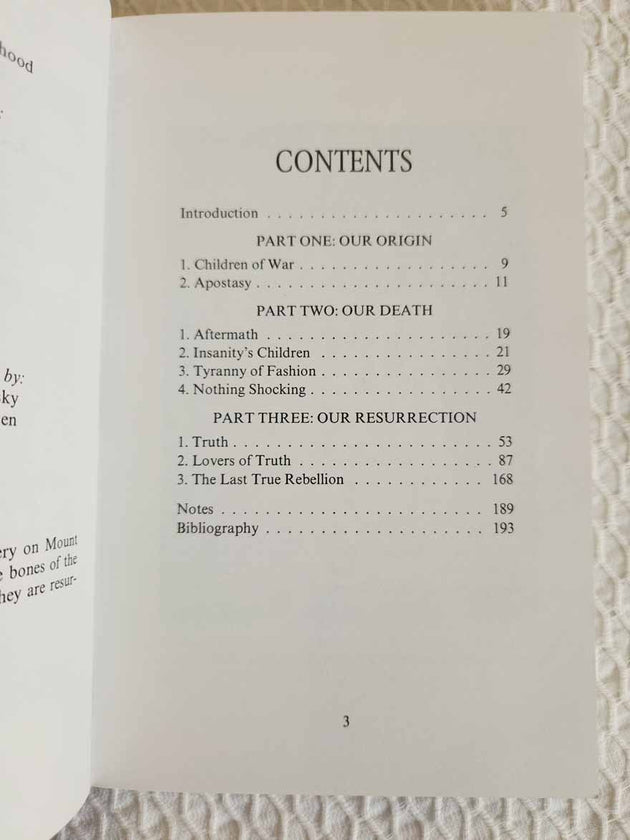 hood
by:
ky
en
ery on Mount
bones of the
hey are resur-
CONTENTS
Introduction . . . . . . . . . . . . . . . . . . . . . 5
PART ONE: OUR ORIGIN
1. Children of War . . . . . . . . . . . . . . . . . . 9
2. Apostasy . . . . . . . . . . . . . . . . . . . . . . 11
PART TWO: OUR DEATH
1. Aftermath . . . . . . . . . . . . . . . . . . . . . 19
2. Insanity's Children . . . . . . . . . . . . . . . . 21
3. Tyranny of Fashion . . . . . . . . . . . . . . . . 29
4. Nothing Shocking . . . . . . . . . . . . . . . . . 42
PART THREE: OUR RESURRECTION
1. Truth . . . . . . . . . . . . . . . . . . . . . . . 53
2. Lovers of Truth . . . . . . . . . . . . . . . . . . 87
3. The Last True Rebellion . . . . . . . . . . . . 168
Notes . . . . . . . . . . . . . . . . . . . . . . . 189
Bibliography . . . . . . . . . . . . . . . . . . . 193
3